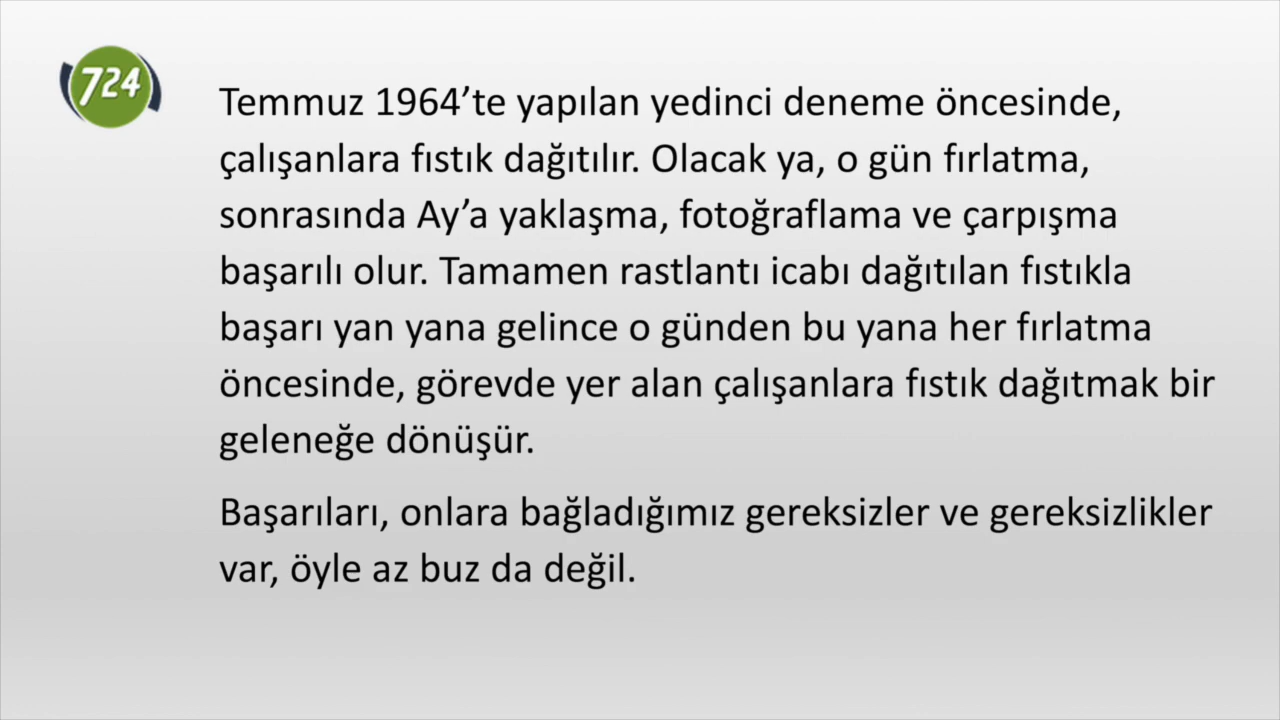 724
Temmuz 1964’te yapılan yedinci deneme öncesinde,
çalışanlara fıstık dağıtılır. Olacak ya, o gün fırlatma,
sonrasında Ay’a yaklaşma, fotoğraflama ve çarpışma
başarılı olur. Tamamen rastlantı icabı dağıtılan fıstıkla
başarı yan yana gelince o günden bu yana her fırlatma
öncesinde, görevde yer alan çalışanlara fıstık dağıtmak bir
geleneğe dönüşür.
Başarıları, onlara bağladığımız gereksizler ve gereksizlikler
var, öyle az buz da değil.